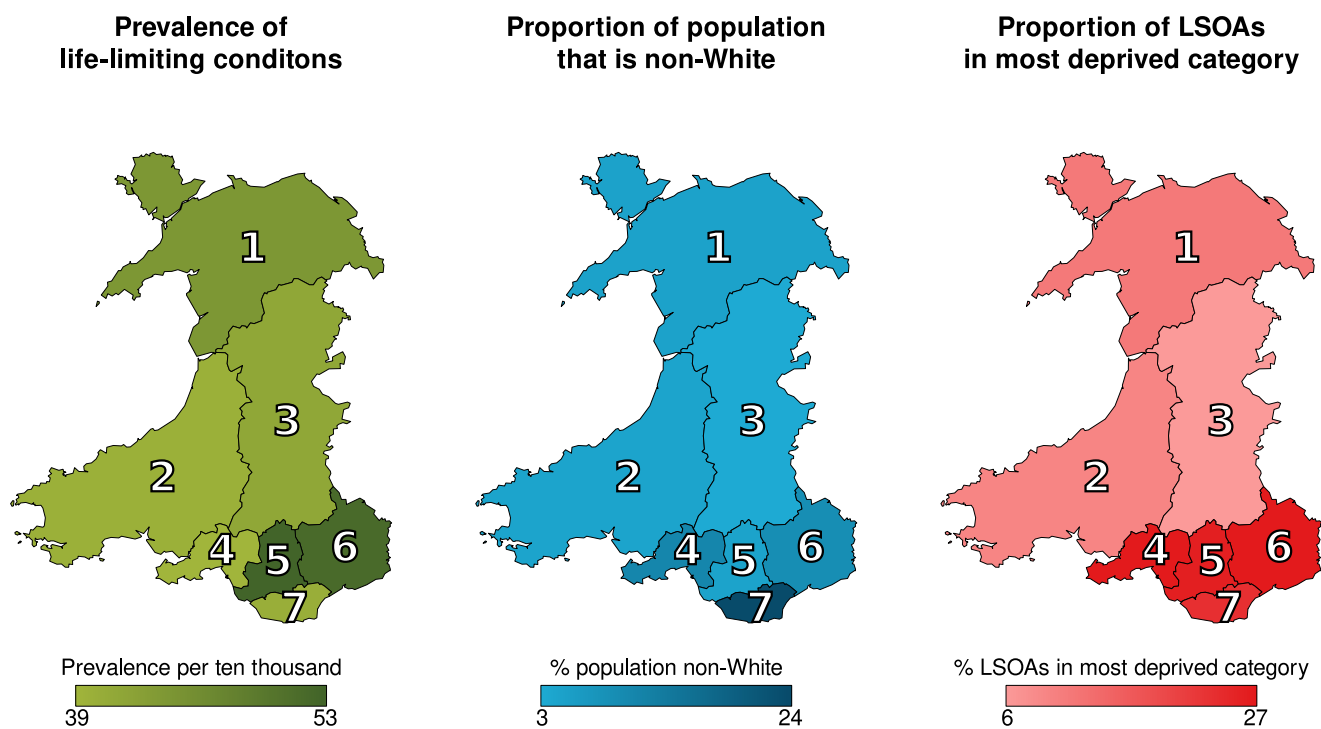 Prevalence of
life-limiting conditons
Proportion of population
that is non-White
Proportion of LSOAs
in most deprived category
1
2
3
4
5
6
7
1
2
3
4
5
6
7
1
2
3
4
5
6
7
Prevalence per ten thousand
39 53
% population non-White
3 24
% LSOAs in most deprived category
6 27